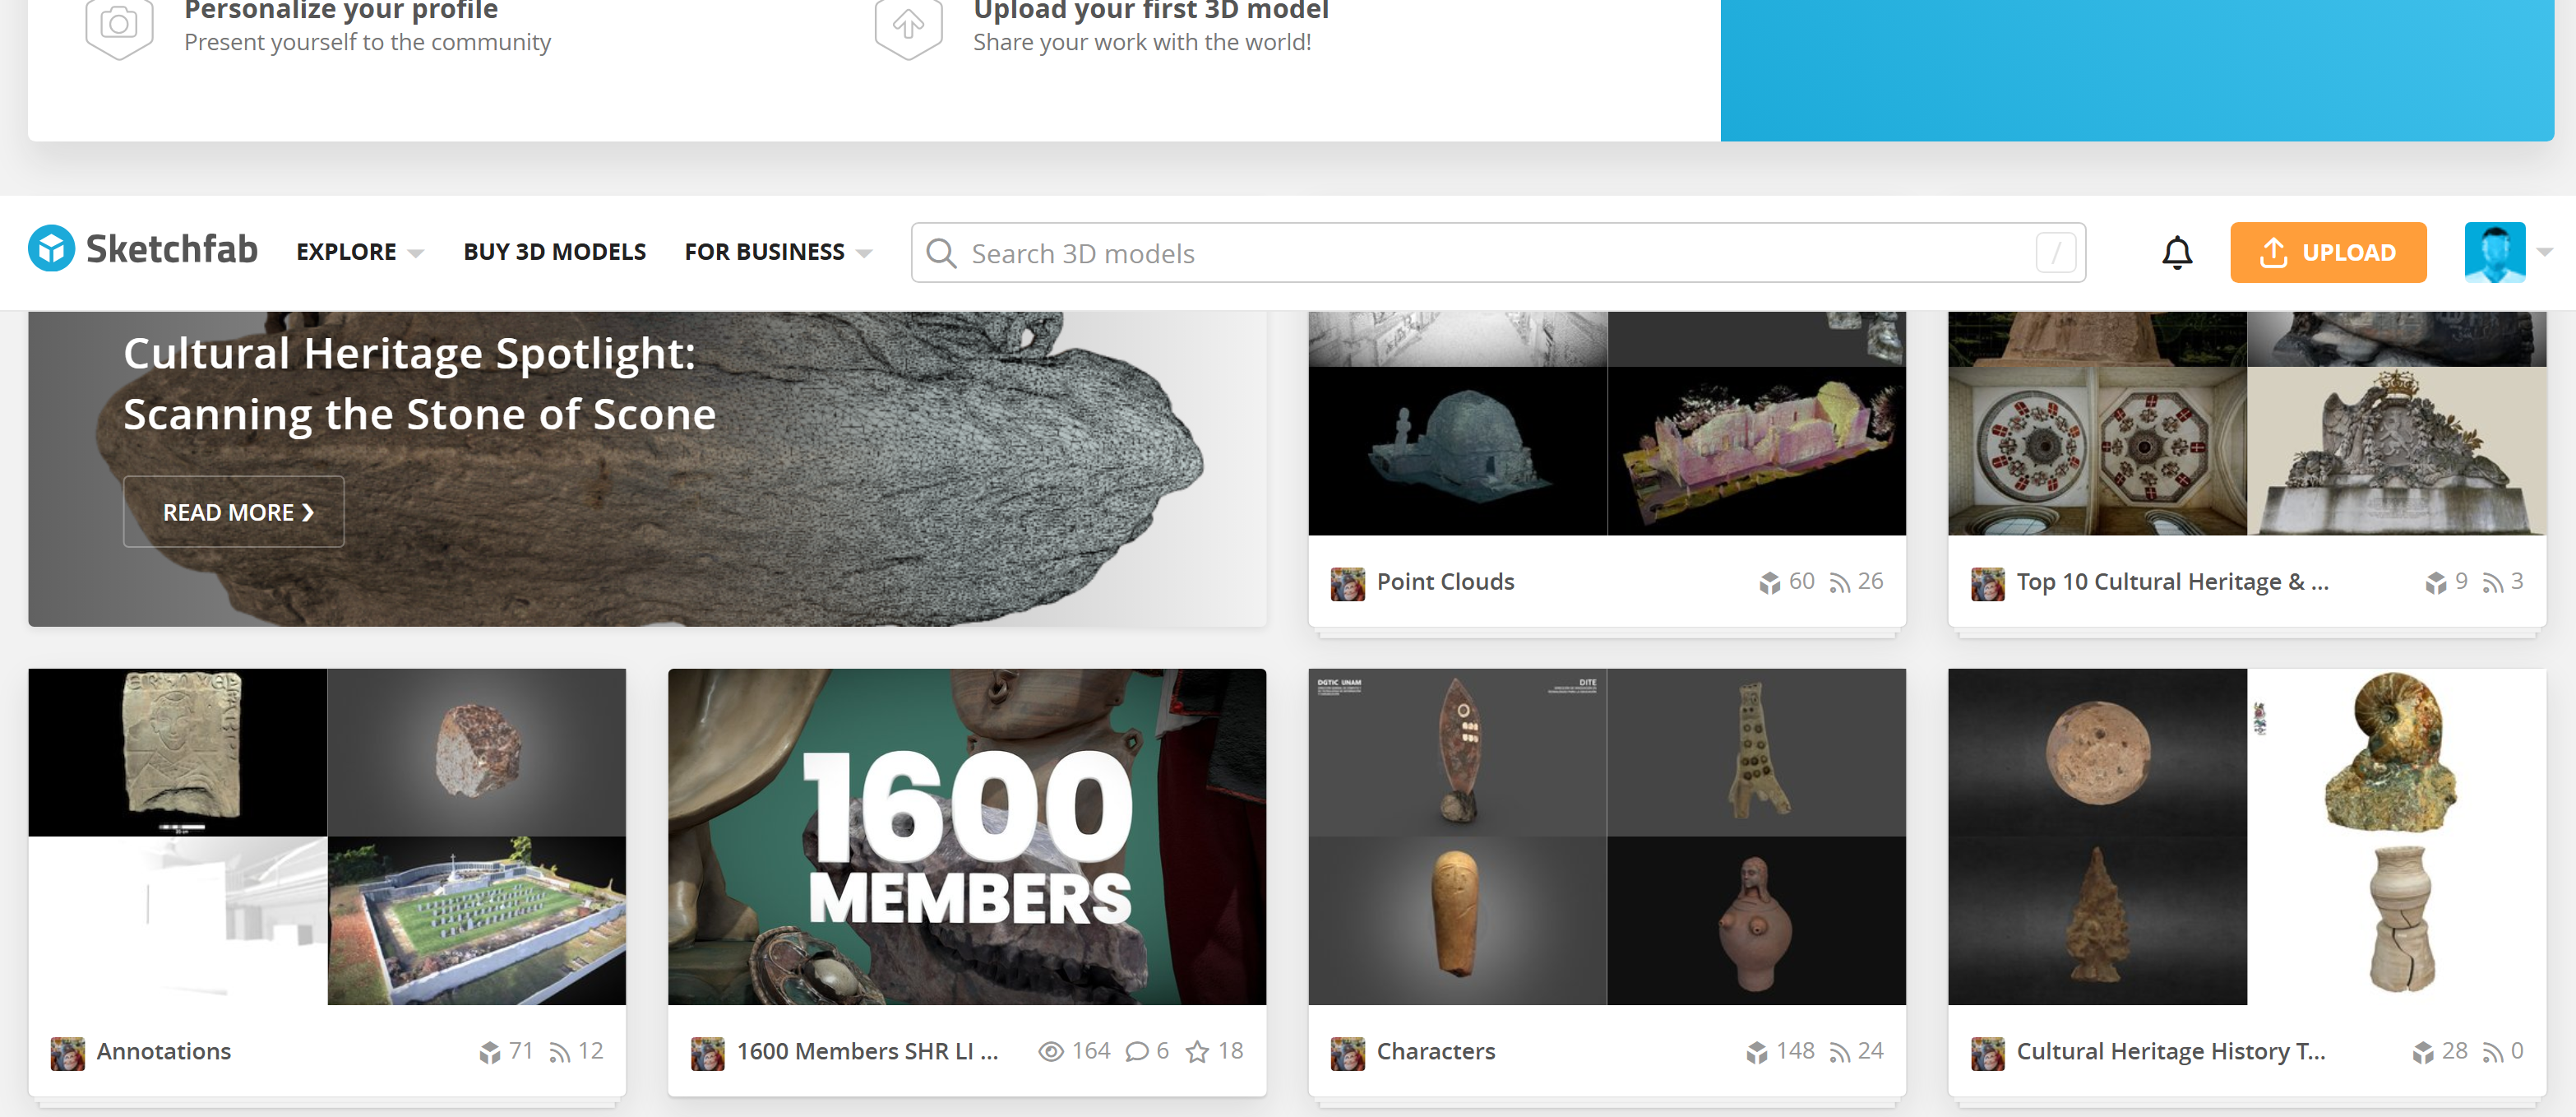 Personalize your profile
Present yourself to the community
Upload your first 3D model
Share your work with the world!
Sketchfab
EXPLORE
BUY 3D MODELS
FOR BUSINESS
Search 3D models
/
UPLOAD
Cultural Heritage Spotlight:
Scanning the Stone of Scone
READ MORE ❯
Point Clouds
60
26
Top 10 Cultural Heritage & ...
9
3
1600
MEMBERS
DGTIC UNAM
DITE
Annotations
71
12
1600 Members SHR LI ...
164
6
18
Characters
148
24
Cultural Heritage History T...
28
0